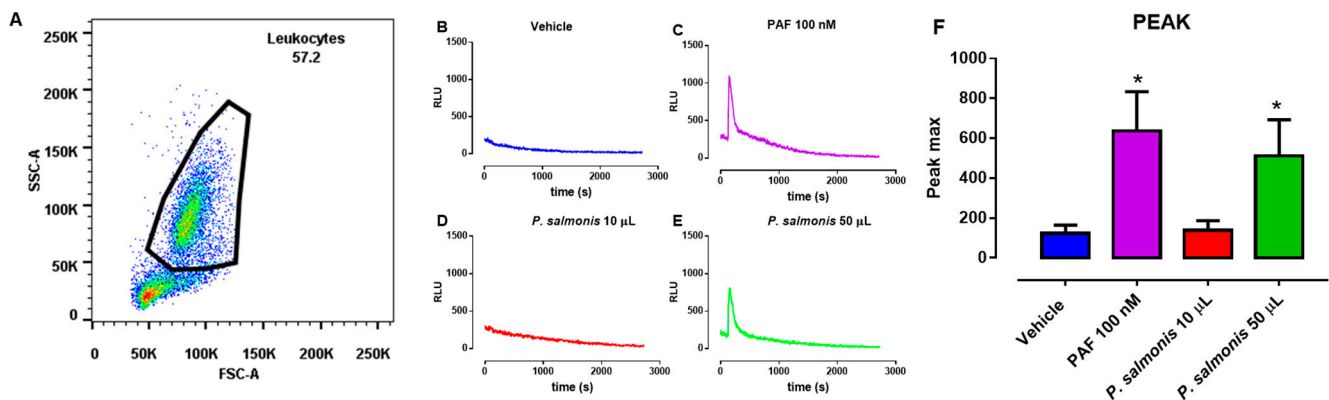 A
Leukocytes
57.2
SSC-A
250K
200K
150K
100K
50K
0
0 50K 100K 150K 200K 250K
FSC-A
B
Vehicle
RLU
1500
1000
500
0
0 1000 2000 3000
time (s)
C
PAF 100 nM
RLU
1500
1000
500
0
0 1000 2000 3000
time (s)
D
P. salmonis 10 μL
RLU
1500
1000
500
0
0 1000 2000 3000
time (s)
E
P. salmonis 50 μL
RLU
1500
1000
500
0
0 1000 2000 3000
time (s)
F
PEAK
Peak max
1000
800
600
400
200
0
* *
Vehicle
PAF 100 nM
P. salmonis 10 μL
P. salmonis 50 μL